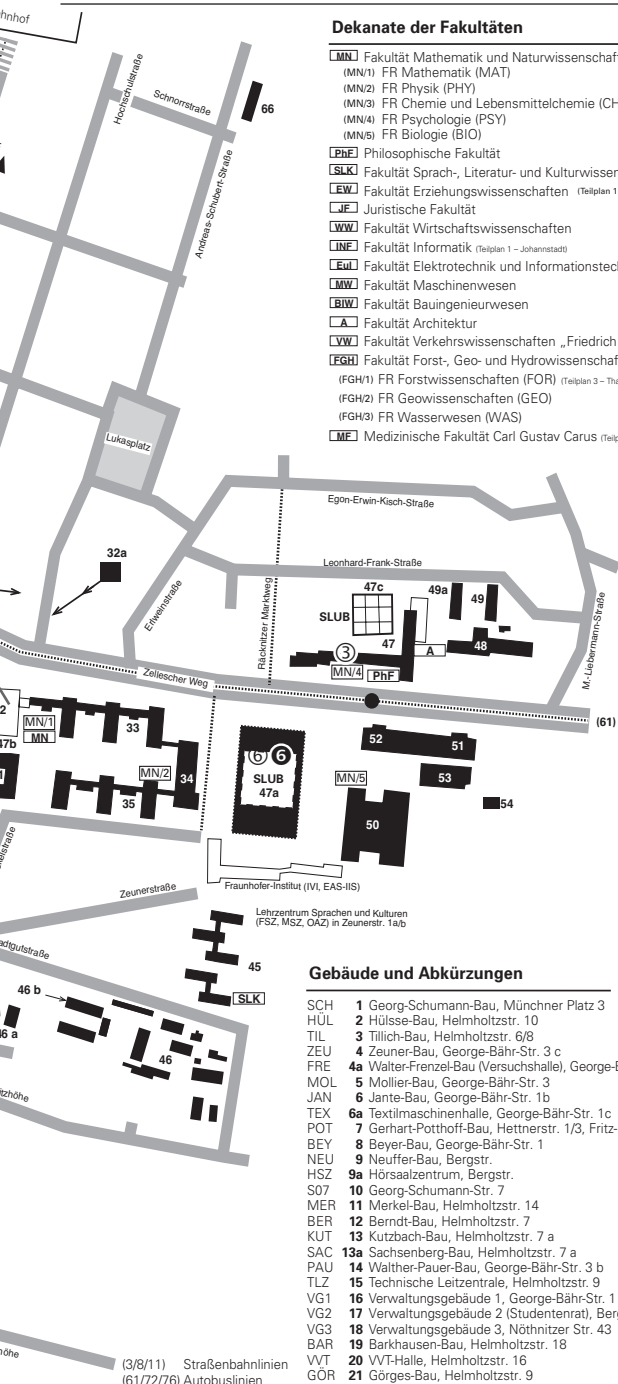 hnhof
Dekanate der Fakultäten
MN Fakultät Mathematik und Naturwissenschaf
(MN/1) FR Mathematik (MAT)
(MN/2) FR Physik (PHY)
(MN/3) FR Chemie und Lebensmittelchemie (CH
(MN/4) FR Psychologie (PSY)
(MN/5) FR Biologie (BIO)
PhF Philosophische Fakultät
SLK Fakultät Sprach-, Literatur- und Kulturwissen
EW Fakultät Erziehungswissenschaften (Teilplan 1
JF Juristische Fakultät
WW Fakultät Wirtschaftswissenschaften
INF Fakultät Informatik (Teilplan 1 – Johannstadt)
EuI Fakultät Elektrotechnik und Informationstec
MW Fakultät Maschinenwesen
BIW Fakultät Bauingenieurwesen
A Fakultät Architektur
VW Fakultät Verkehrswissenschaften „Friedrich
FGH Fakultät Forst-, Geo- und Hydrowissenschaf
(FGH/1) FR Forstwissenschaften (FOR) (Teilplan 3 – Tha
(FGH/2) FR Geowissenschaften (GEO)
(FGH/3) FR Wasserwesen (WAS)
MF Medizinische Fakultät Carl Gustav Carus (Teilp
Hochschulstraße
Schnorrstraße
66
Andreas-Schubert-Straße
Lukasplatz
Egon-Erwin-Kisch-Straße
32a
Leonhard-Frank-Straße
Erlweinstraße
Räcknitzer Marktweg
47c
49a
49
SLUB
47
A
48
M.-Liebermann-Straße
3
MN/4
PhF
Zellescher Weg
(61)
2
MN/1
MN
33
47b
MN/2
34
35
6 6
SLUB
47a
52
51
53
MN/5
54
50
Fraunhofer-Institut (IVI, EAS-IIS)
Zeunerstraße
Lehrzentrum Sprachen und Kulturen
(FSZ, MSZ, OAZ) in Zeunerstr. 1a/b
adtgutstraße
45
SLK
46 b
46 a
46
tzhöhe
Gebäude und Abkürzungen
SCH 1 Georg-Schumann-Bau, Münchner Platz 3
HÜL 2 Hülsse-Bau, Helmholtzstr. 10
TIL 3 Tillich-Bau, Helmholtzstr. 6/8
ZEU 4 Zeuner-Bau, George-Bähr-Str. 3 c
FRE 4a Walter-Frenzel-Bau (Versuchshalle), George-B
MOL 5 Mollier-Bau, George-Bähr-Str. 3
JAN 6 Jante-Bau, George-Bähr-Str. 1b
TEX 6a Textilmaschinenhalle, George-Bähr-Str. 1c
POT 7 Gerhart-Potthoff-Bau, Hettnerstr. 1/3, Fritz-
BEY 8 Beyer-Bau, George-Bähr-Str. 1
NEU 9 Neuffer-Bau, Bergstr.
HSZ 9a Hörsaalzentrum, Bergstr.
S07 10 Georg-Schumann-Str. 7
MER 11 Merkel-Bau, Helmholtzstr. 14
BER 12 Berndt-Bau, Helmholtzstr. 7
KUT 13 Kutzbach-Bau, Helmholtzstr. 7 a
SAC 13a Sachsenberg-Bau, Helmholtzstr. 7 a
PAU 14 Walther-Pauer-Bau, George-Bähr-Str. 3 b
TLZ 15 Technische Leitzentrale, Helmholtzstr. 9
VG1 16 Verwaltungsgebäude 1, George-Bähr-Str. 1
VG2 17 Verwaltungsgebäude 2 (Studentenrat), Berg
VG3 18 Verwaltungsgebäude 3, Nöthnitzer Str. 43
BAR 19 Barkhausen-Bau, Helmholtzstr. 18
VVT 20 VVT-Halle, Helmholtzstr. 16
GÖR 21 Görges-Bau, Helmholtzstr. 9
höhe
(3/8/11) Straßenbahnlinien
(61/72/76) Autobuslinien